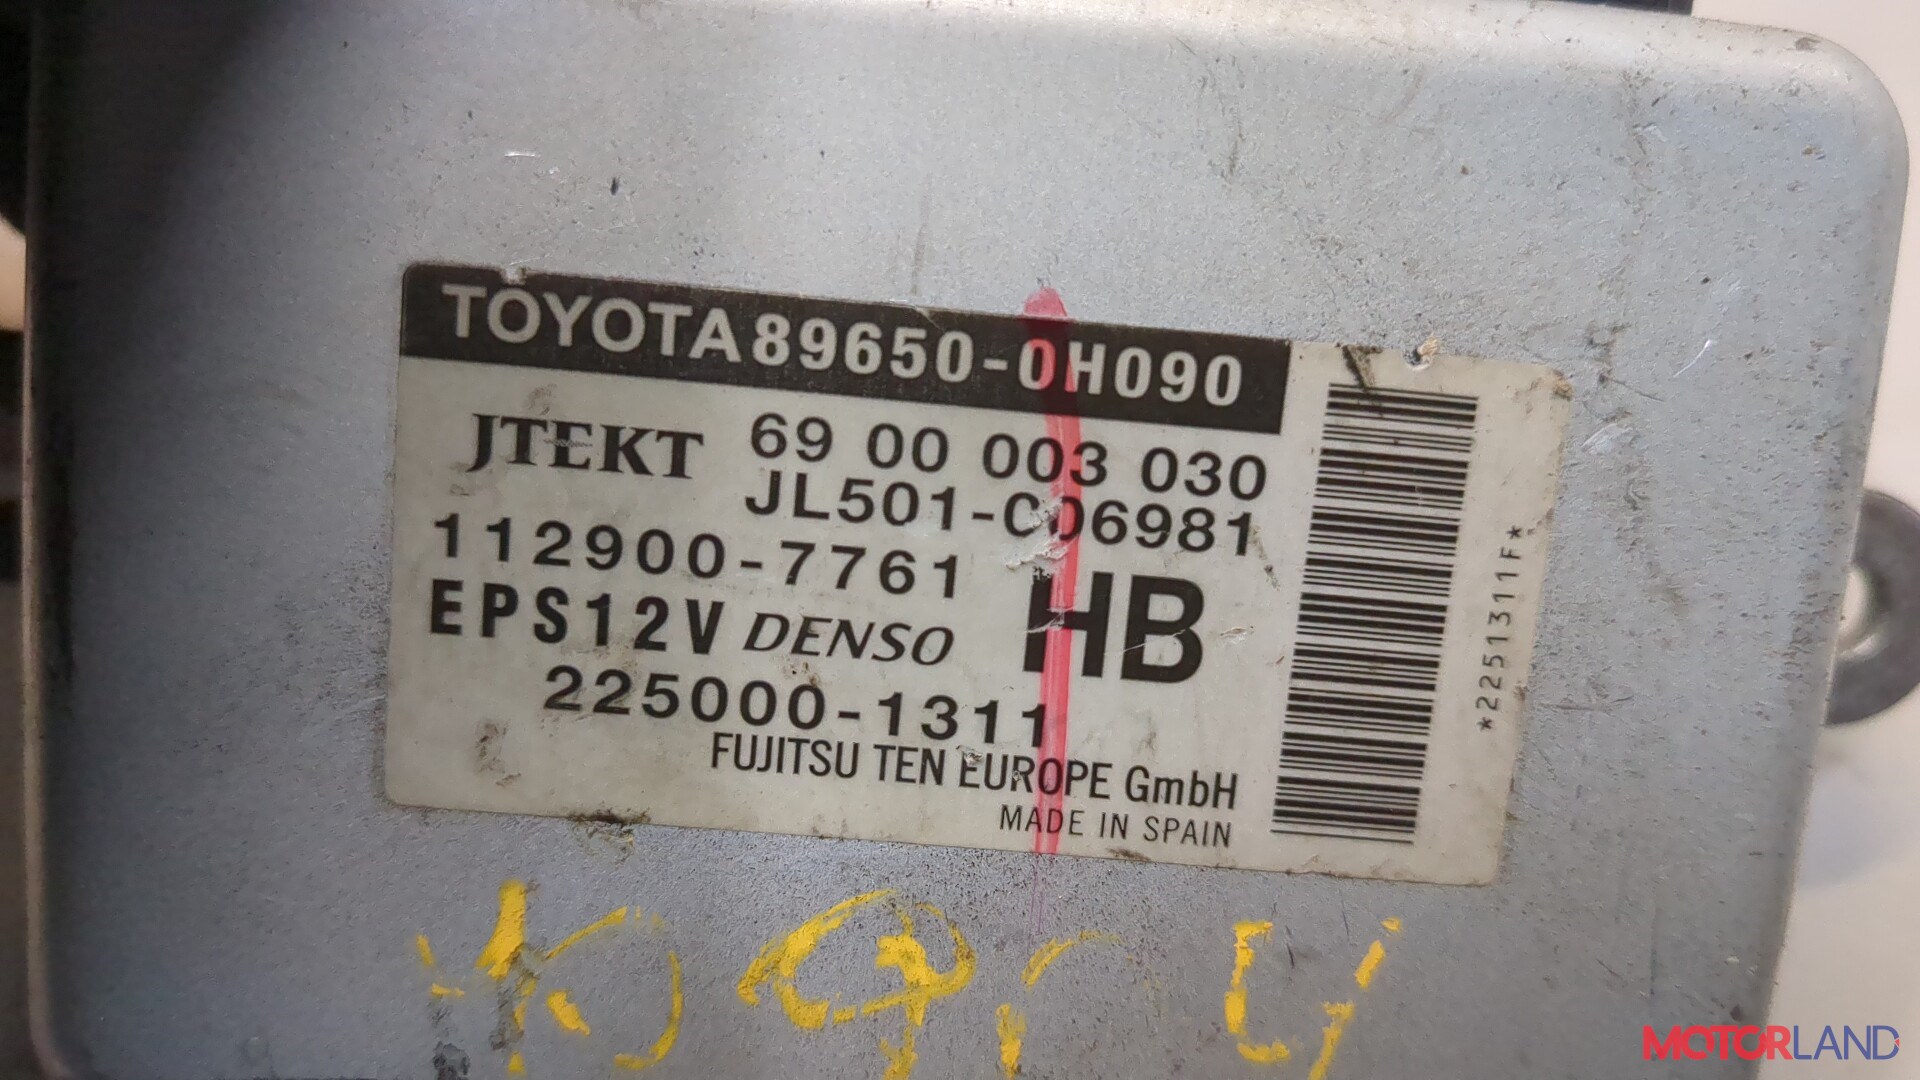 TOYOTA 89650-0H090
JTEKT 69 00 003 030
JL501-C06981
112900-7761
EPS12V DENSO HB
225000-1311
FUJITSU TEN EUROPE GmbH
MADE IN SPAIN
*2251311F*
MOTORLAND